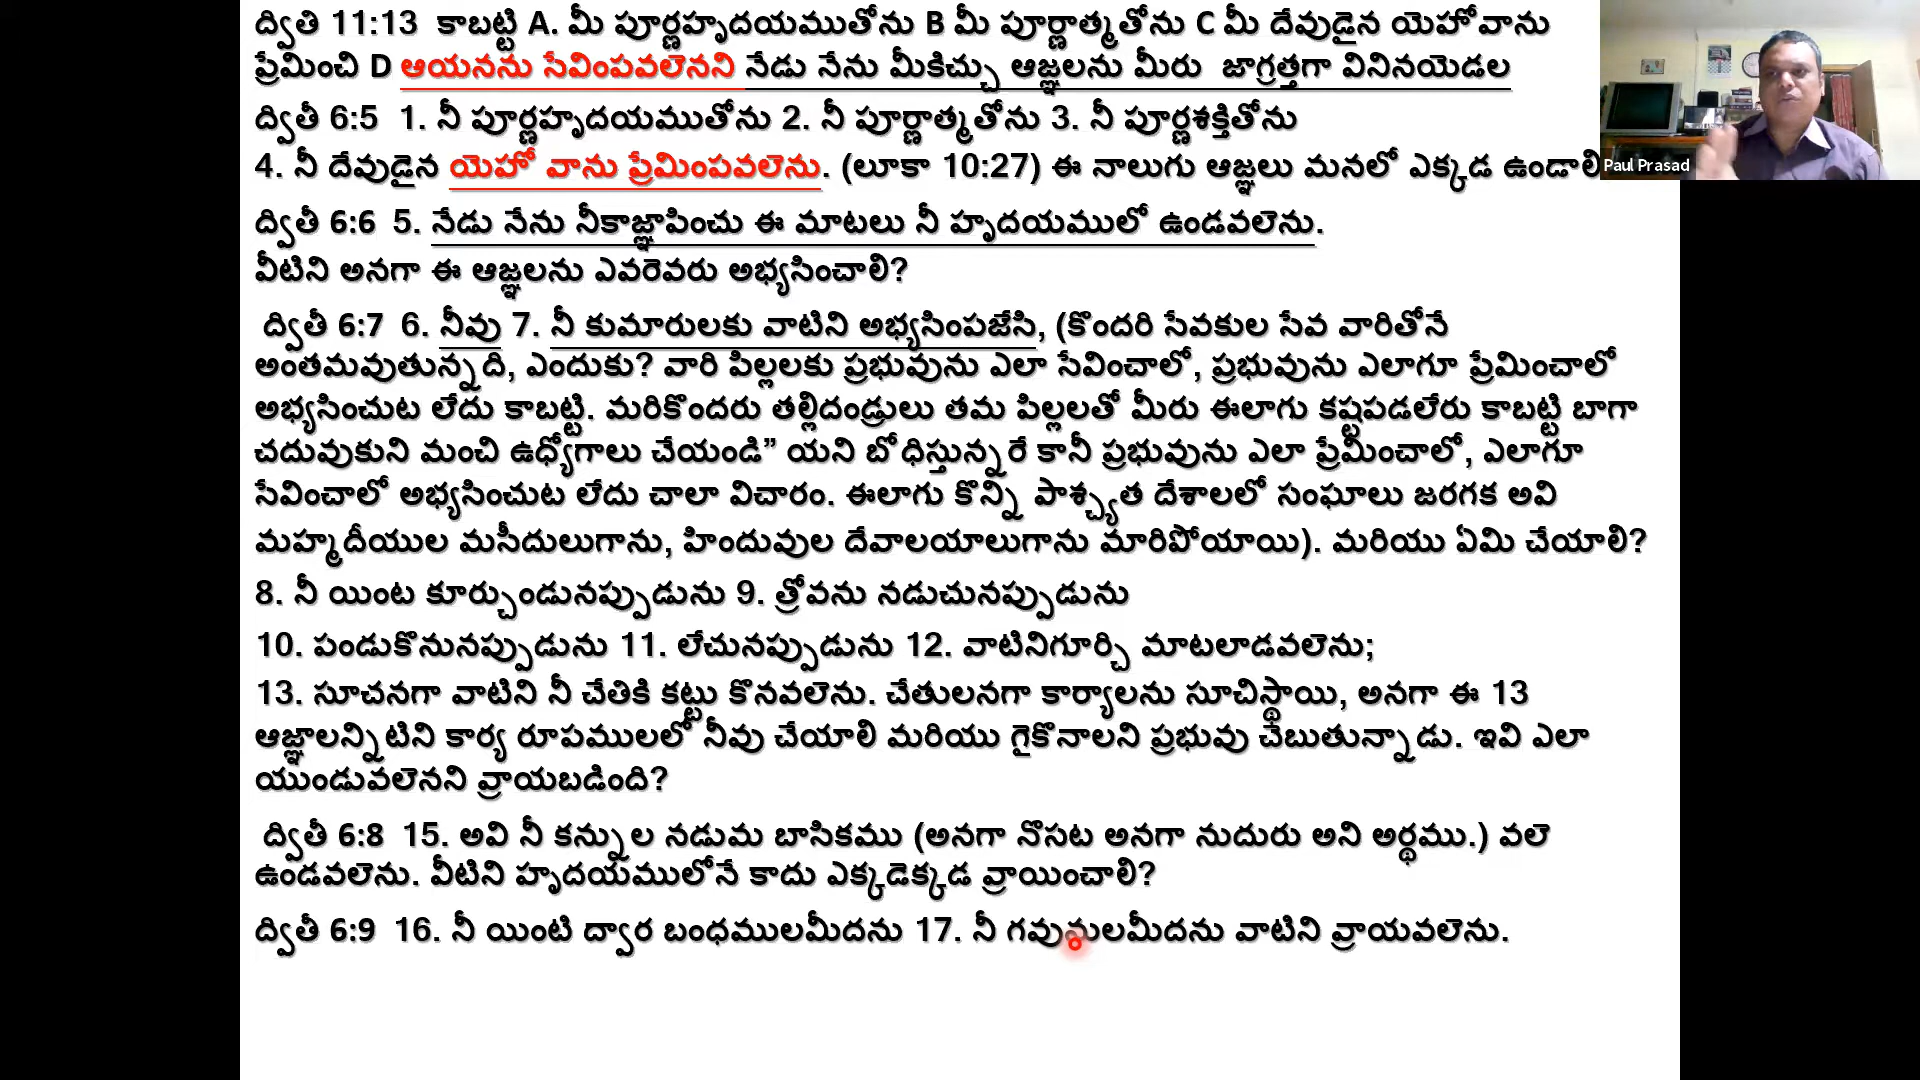 ద్వితి 11:13 కాబట్టి A. మీ పూర్ణహృదయముతోను B మీ పూర్ణాత్మతోను C మీ దేవుడైన యెహోవాను
ప్రేమించి D ఆయనను సేవింపవలెనని నేడు నేను మీకిచ్చు ఆజ్ఞలను మీరు జాగ్రత్తగా వినినయెడల
ద్వితీ 6:5 1. నీ పూర్ణహృదయముతోను 2. నీ పూర్ణాత్మతోను 3. నీ పూర్ణశక్తితోను
4. నీ దేవుడైన యెహో వాను ప్రేమింపవలెను. (లూకా 10:27) ఈ నాలుగు ఆజ్ఞలు మనలో ఎక్కడ ఉండాలి
Paul Prasad
ద్వితీ 6:6 5. నేడు నేను నీకాజ్ఞాపించు ఈ మాటలు నీ హృదయములో ఉండవలెను.
వీటిని అనగా ఈ ఆజ్ఞలను ఎవరెవరు అభ్యసించాలి?
ద్వితీ 6:7 6. నీవు 7. నీ కుమారులకు వాటిని అభ్యసింపజేసి, (కొందరి సేవకుల సేవ వారితోనే
అంతమవుతున్నది, ఎందుకు? వారి పిల్లలకు ప్రభువును ఎలా సేవించాలో, ప్రభువును ఎలాగూ ప్రేమించాలో
అభ్యసించుట లేదు కాబట్టి. మరికొందరు తల్లిదండ్రులు తమ పిల్లలతో మీరు ఈలాగు కష్టపడలేరు కాబట్టి బాగా
చదువుకుని మంచి ఉధ్యోగాలు చేయండి” యని బోధిస్తున్నరే కానీ ప్రభువును ఎలా ప్రేమించాలో, ఎలాగూ
సేవించాలో అభ్యసించుట లేదు చాలా విచారం. ఈలాగు కొన్ని పాశ్చ్యత దేశాలలో సంఘాలు జరగక అవి
మహ్మదీయుల మసీదులుగాను, హిందువుల దేవాలయాలుగాను మారిపోయాయి). మరియు ఏమి చేయాలి?
8. నీ యింట కూర్చుండునప్పుడును 9. త్రోవను నడుచునప్పుడును
10. పండుకొనునప్పుడును 11. లేచునప్పుడును 12. వాటినిగూర్చి మాటలాడవలెను;
13. సూచనగా వాటిని నీ చేతికి కట్టు కొనవలెను. చేతులనగా కార్యాలను సూచిస్థాయి, అనగా ఈ 13
ఆజ్ఞాలన్నిటిని కార్య రూపములలో నీవు చేయాలి మరియు గైకొనాలని ప్రభువు చెబుతున్నాడు. ఇవి ఎలా
యుండువలెనని వ్రాయబడింది?
ద్వితీ 6:8 15. అవి నీ కన్నుల నడుమ బాసికము (అనగా నొసట అనగా నుదురు అని అర్థము.) వలె
ఉండవలెను. వీటిని హృదయములోనే కాదు ఎక్కడెక్కడ వ్రాయించాలి?
ద్వితీ 6:9 16. నీ యింటి ద్వార బంధములమీదను 17. నీ గవునులమీదను వాటిని వ్రాయవలెను.